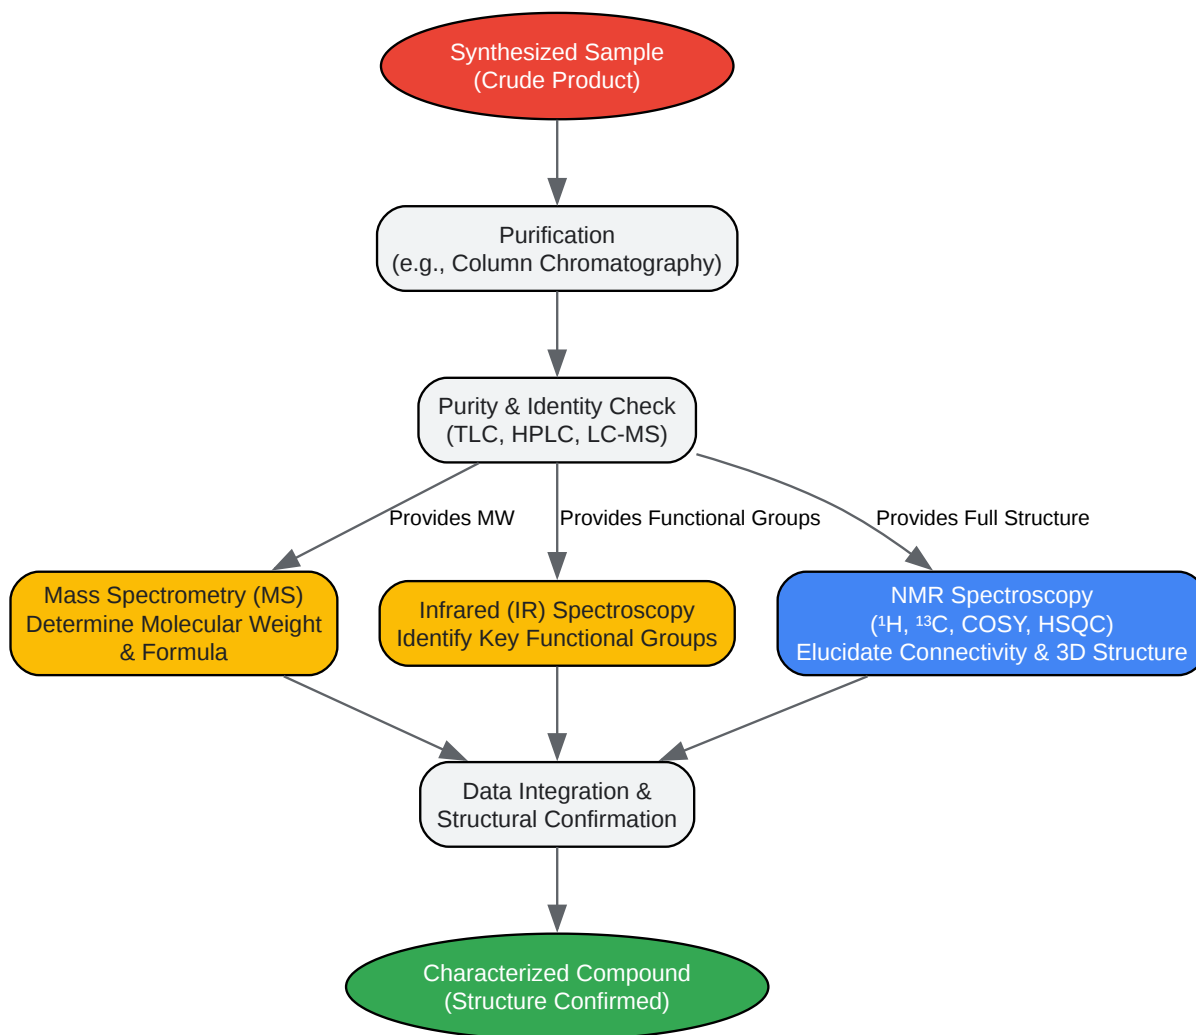 Synthesized Sample
(Crude Product)
Purification
(e.g., Column Chromatography)
Purity & Identity Check
(TLC, HPLC, LC-MS)
Provides MW
Provides Functional Groups
Provides Full Structure
Mass Spectrometry (MS)
Determine Molecular Weight
& Formula
Infrared (IR) Spectroscopy
Identify Key Functional Groups
NMR Spectroscopy
(¹H, ¹³C, COSY, HSQC)
Elucidate Connectivity & 3D Structure
Data Integration &
Structural Confirmation
Characterized Compound
(Structure Confirmed)